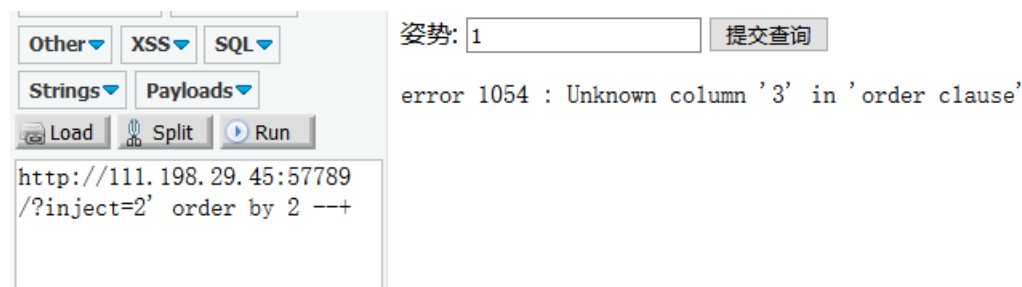 Other XSS SQL
Strings Payloads
Load Split Run
http://111.198.29.45:57789
/?inject=2' order by 2 --+
姿势: 1 提交查询
error 1054 : Unknown column '3' in 'order clause'